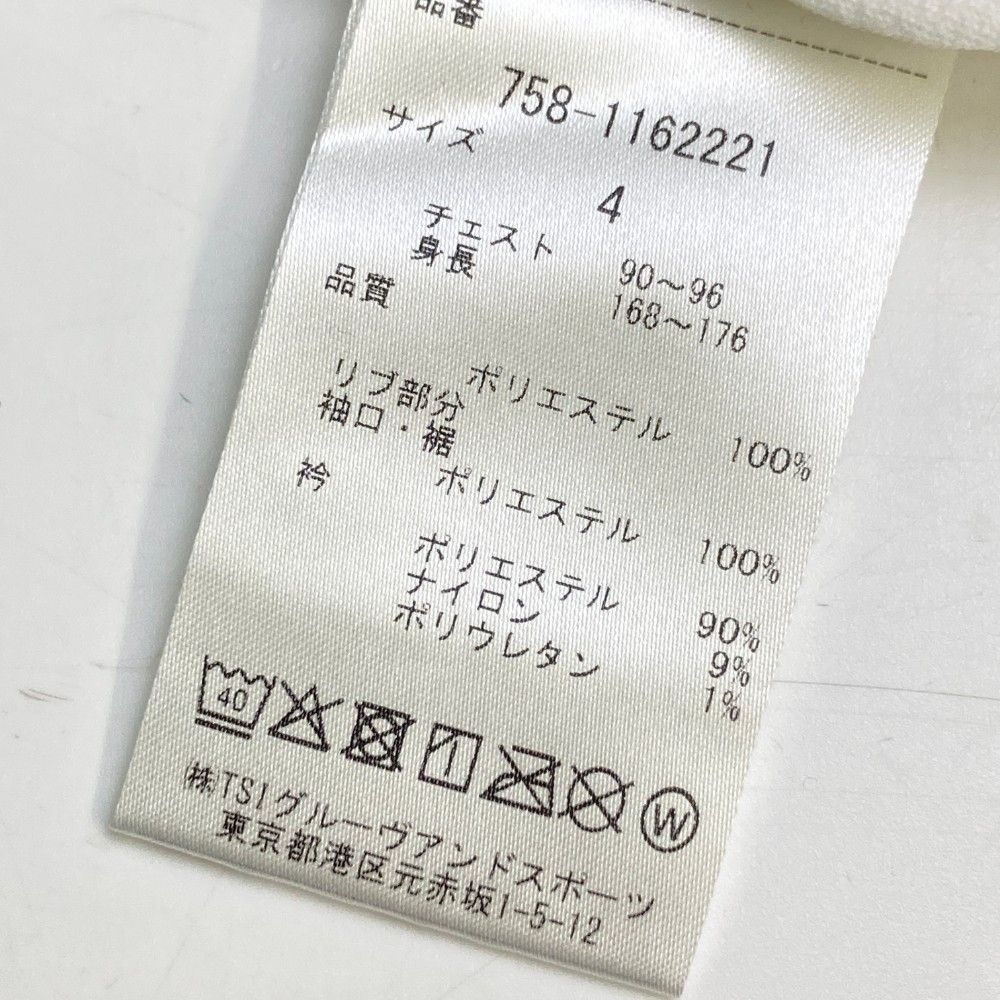 品番
758-1162221
サイズ
4
チェスト 90～96
身長 168～176
品質
ポリエステル 100%
リブ部分
袖口・裾
ポリエステル 100%
衿
ポリエステル 90%
ナイロン 9%
ポリウレタン 1%
40
W
㈱TSIグルーヴアンドスポーツ
東京都港区元赤坂1-5-12